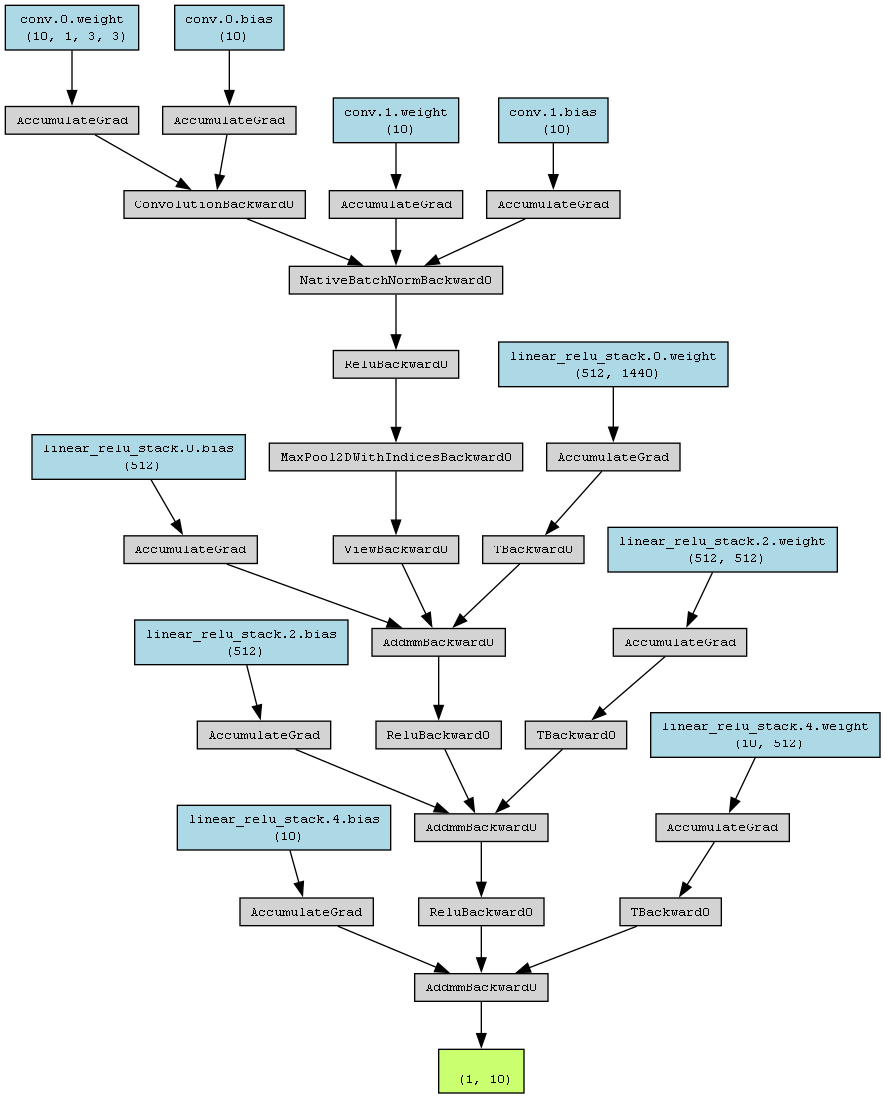 conv.0.weight
(10, 1, 3, 3)
conv.0.bias
(10)
AccumulateGrad
AccumulateGrad
conv.1.weight
(10)
conv.1.bias
(10)
ConvolutionBackward0
AccumulateGrad
AccumulateGrad
NativeBatchNormBackward0
ReluBackward0
linear_relu_stack.0.weight
(512, 1440)
linear_relu_stack.0.bias
(512)
MaxPool2DWithIndicesBackward0
AccumulateGrad
AccumulateGrad
ViewBackward0
TBackward0
linear_relu_stack.2.weight
(512, 512)
linear_relu_stack.2.bias
(512)
AddmmBackward0
AccumulateGrad
AccumulateGrad
ReluBackward0
TBackward0
linear_relu_stack.4.weight
(10, 512)
linear_relu_stack.4.bias
(10)
AddmmBackward0
AccumulateGrad
AccumulateGrad
ReluBackward0
TBackward0
AddmmBackward0
(1, 10)